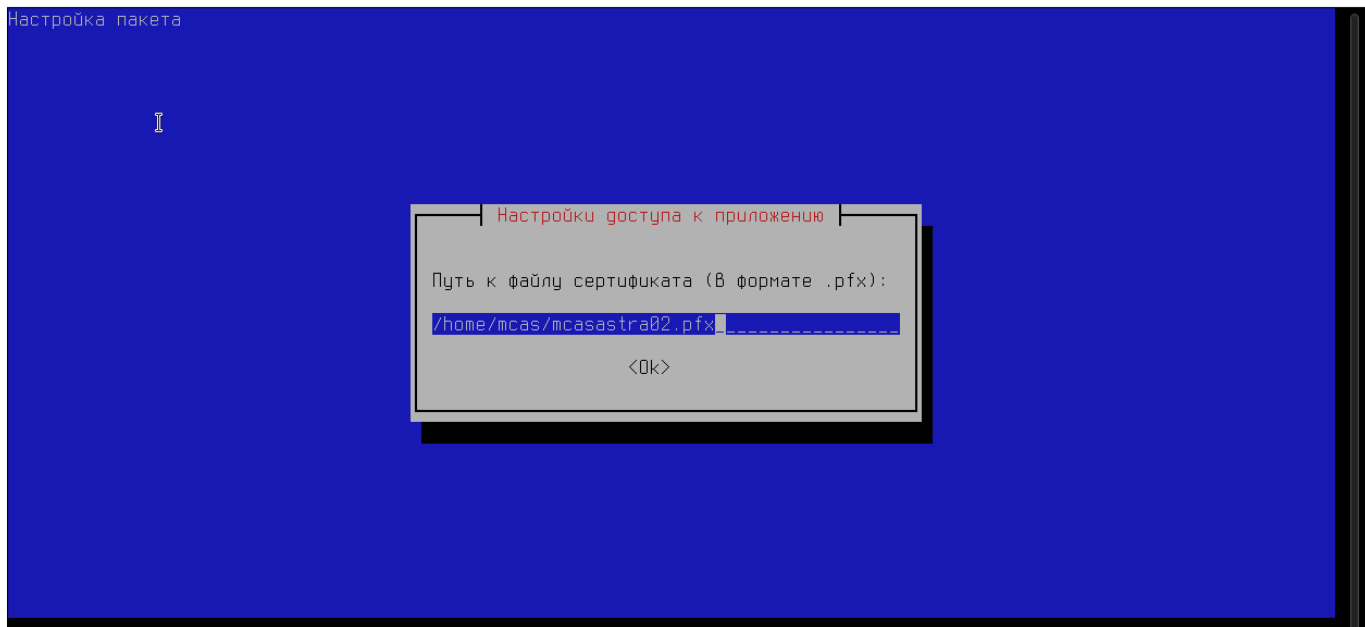 Настройка пакета
Настройки доступа к приложению
Путь к файлу сертификата (В формате .pfx):
/home/mcas/mcasastra02.pfx
<Ok>